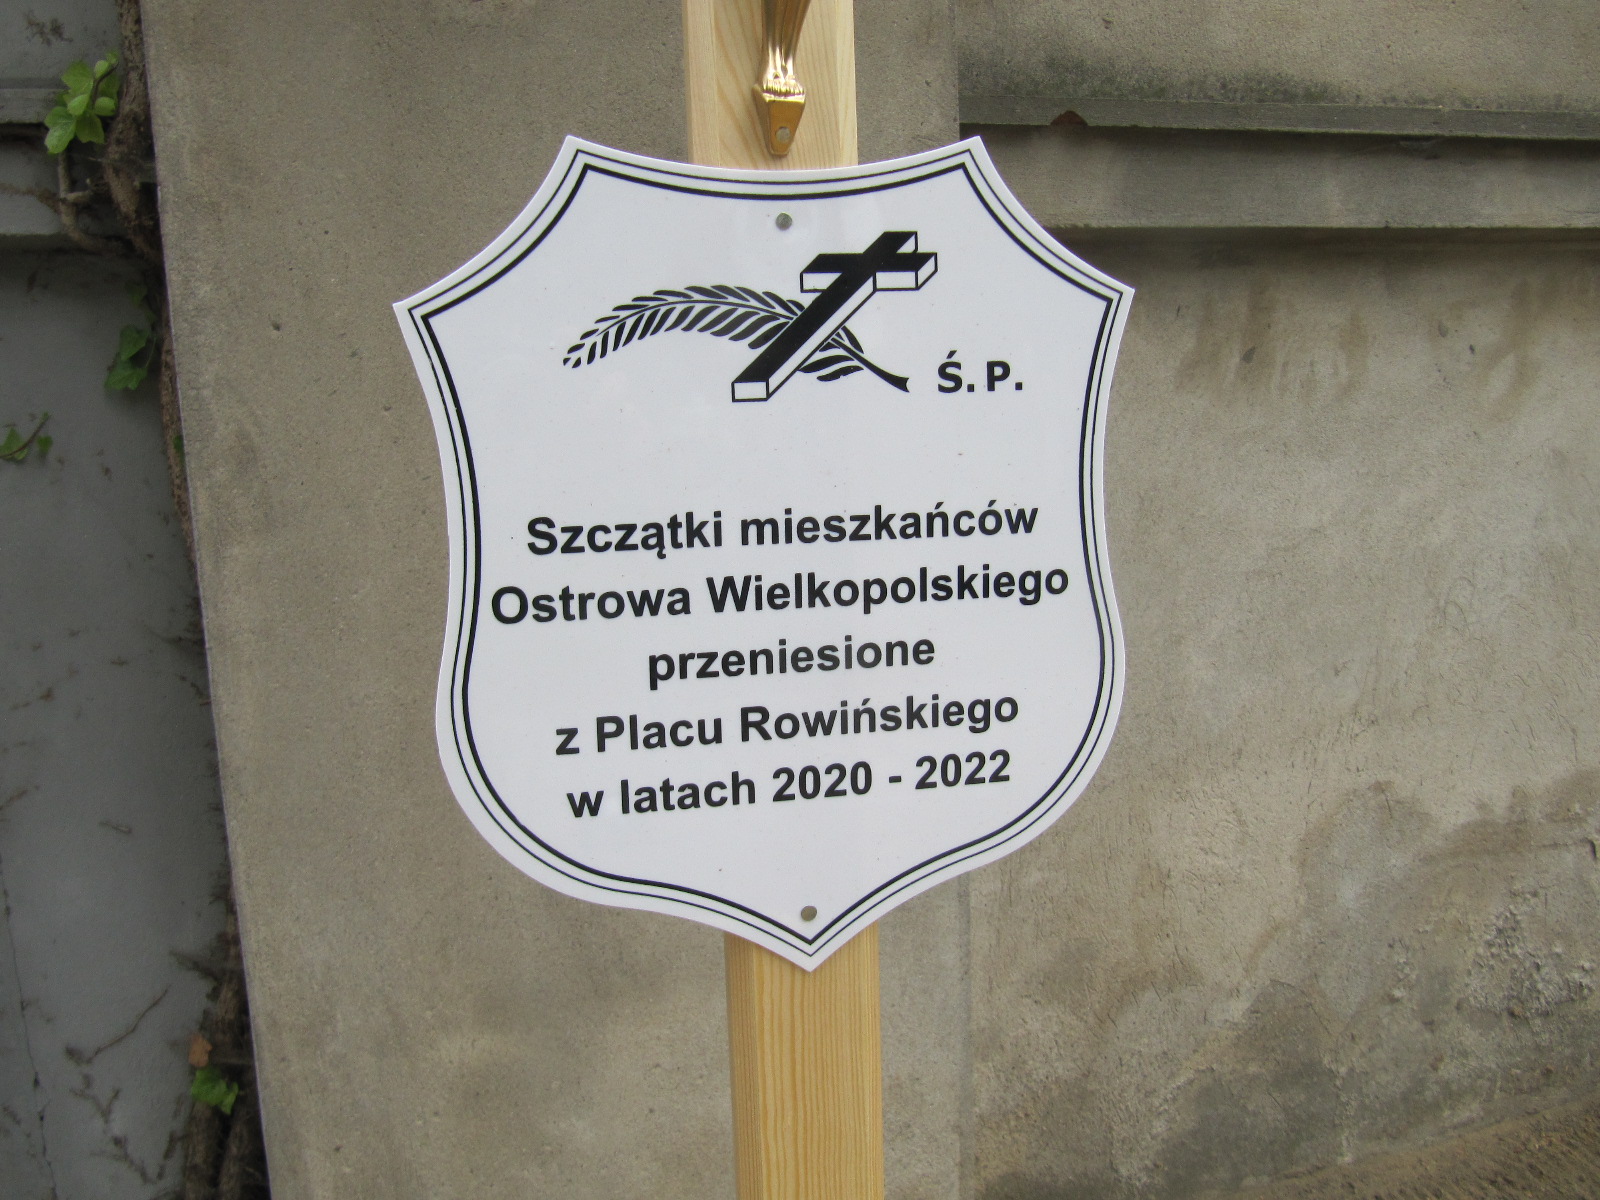 Ś. P.
Szczątki mieszkańców
Ostrowa Wielkopolskiego
przeniesione
z Placu Rowińskiego
w latach 2020 - 2022